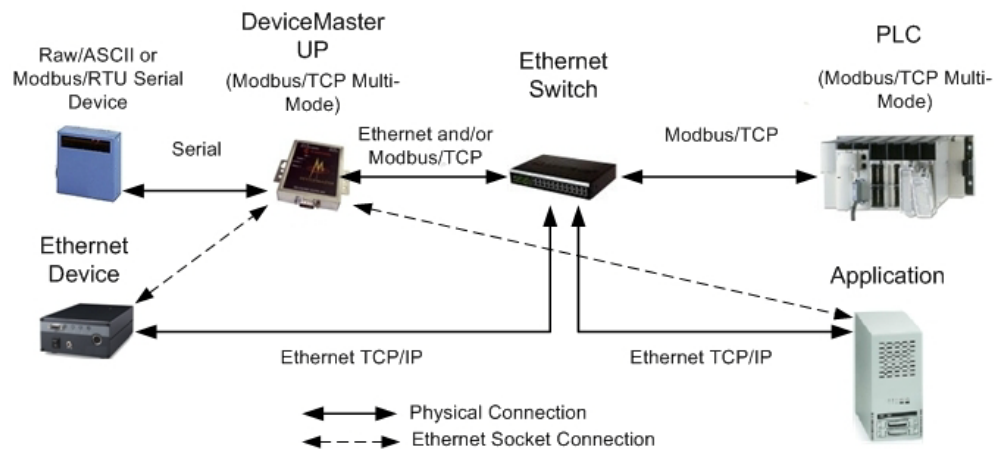 DeviceMaster
UP
(Modbus/TCP Multi-
Mode)
Raw/ASCII or
Modbus/RTU Serial
Device
Serial
Ethernet and/or
Modbus/TCP
Ethernet
Switch
Modbus/TCP
PLC
(Modbus/TCP Multi-
Mode)
Ethernet
Device
Application
Ethernet TCP/IP
Ethernet TCP/IP
Physical Connection
Ethernet Socket Connection